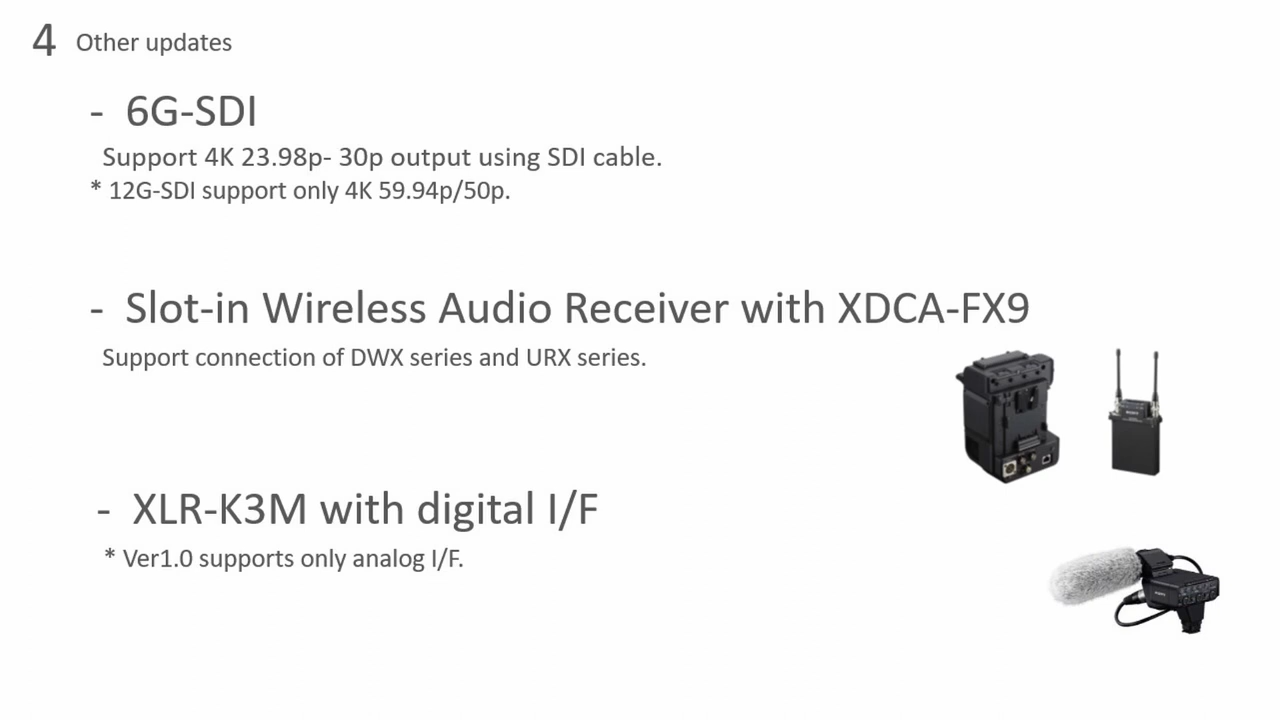 4 Other updates
- 6G-SDI
Support 4K 23.98p- 30p output using SDI cable.
* 12G-SDI support only 4K 59.94p/50p.
- Slot-in Wireless Audio Receiver with XDCA-FX9
Support connection of DWX series and URX series.
- XLR-K3M with digital I/F
* Ver1.0 supports only analog I/F.